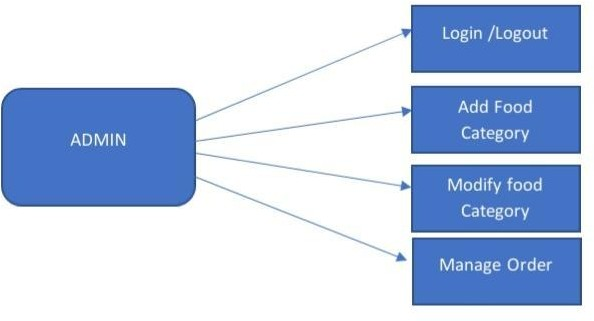 Login /Logout
ADMIN
Add Food
Category
Modify food
Category
Manage Order